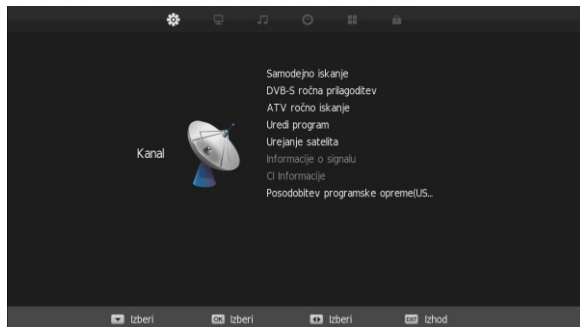 Samodejno iskanje
DVB-S ročna prilagoditev
ATV ročno iskanje
Uredi program
Urejanje satelita
Kanal
Informacije o signalu
CI Informacije
Posodobitev programske opreme(US...
Izberi OK Izberi Izberi EXIT Izhod